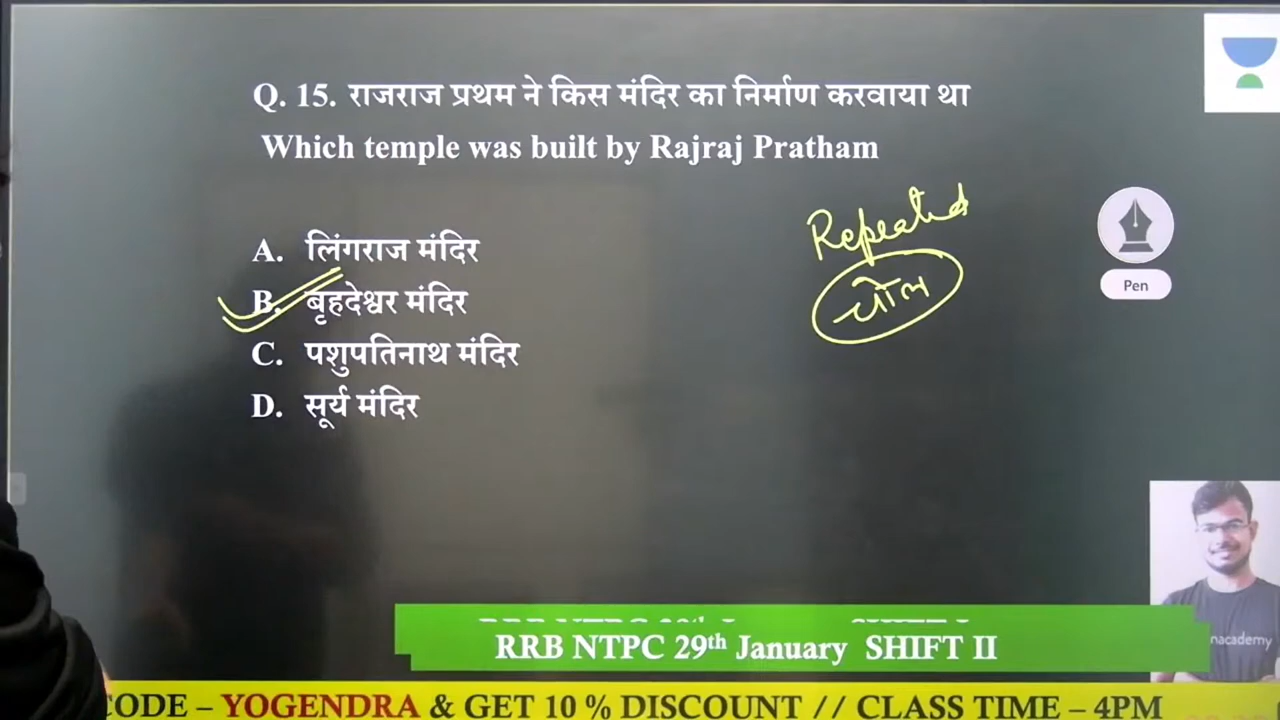 Q. 15. राजराज प्रथम ने किस मंदिर का निर्माण करवाया था
Which temple was built by Rajraj Pratham
Repeated
चोल
A. लिंगराज मंदिर
B. बृहदेश्वर मंदिर
C. पशुपतिनाथ मंदिर
D. सूर्य मंदिर
Pen
nacademy
RRB NTPC 29th January SHIFT II
CODE – YOGENDRA & GET 10 % DISCOUNT // CLASS TIME – 4PM